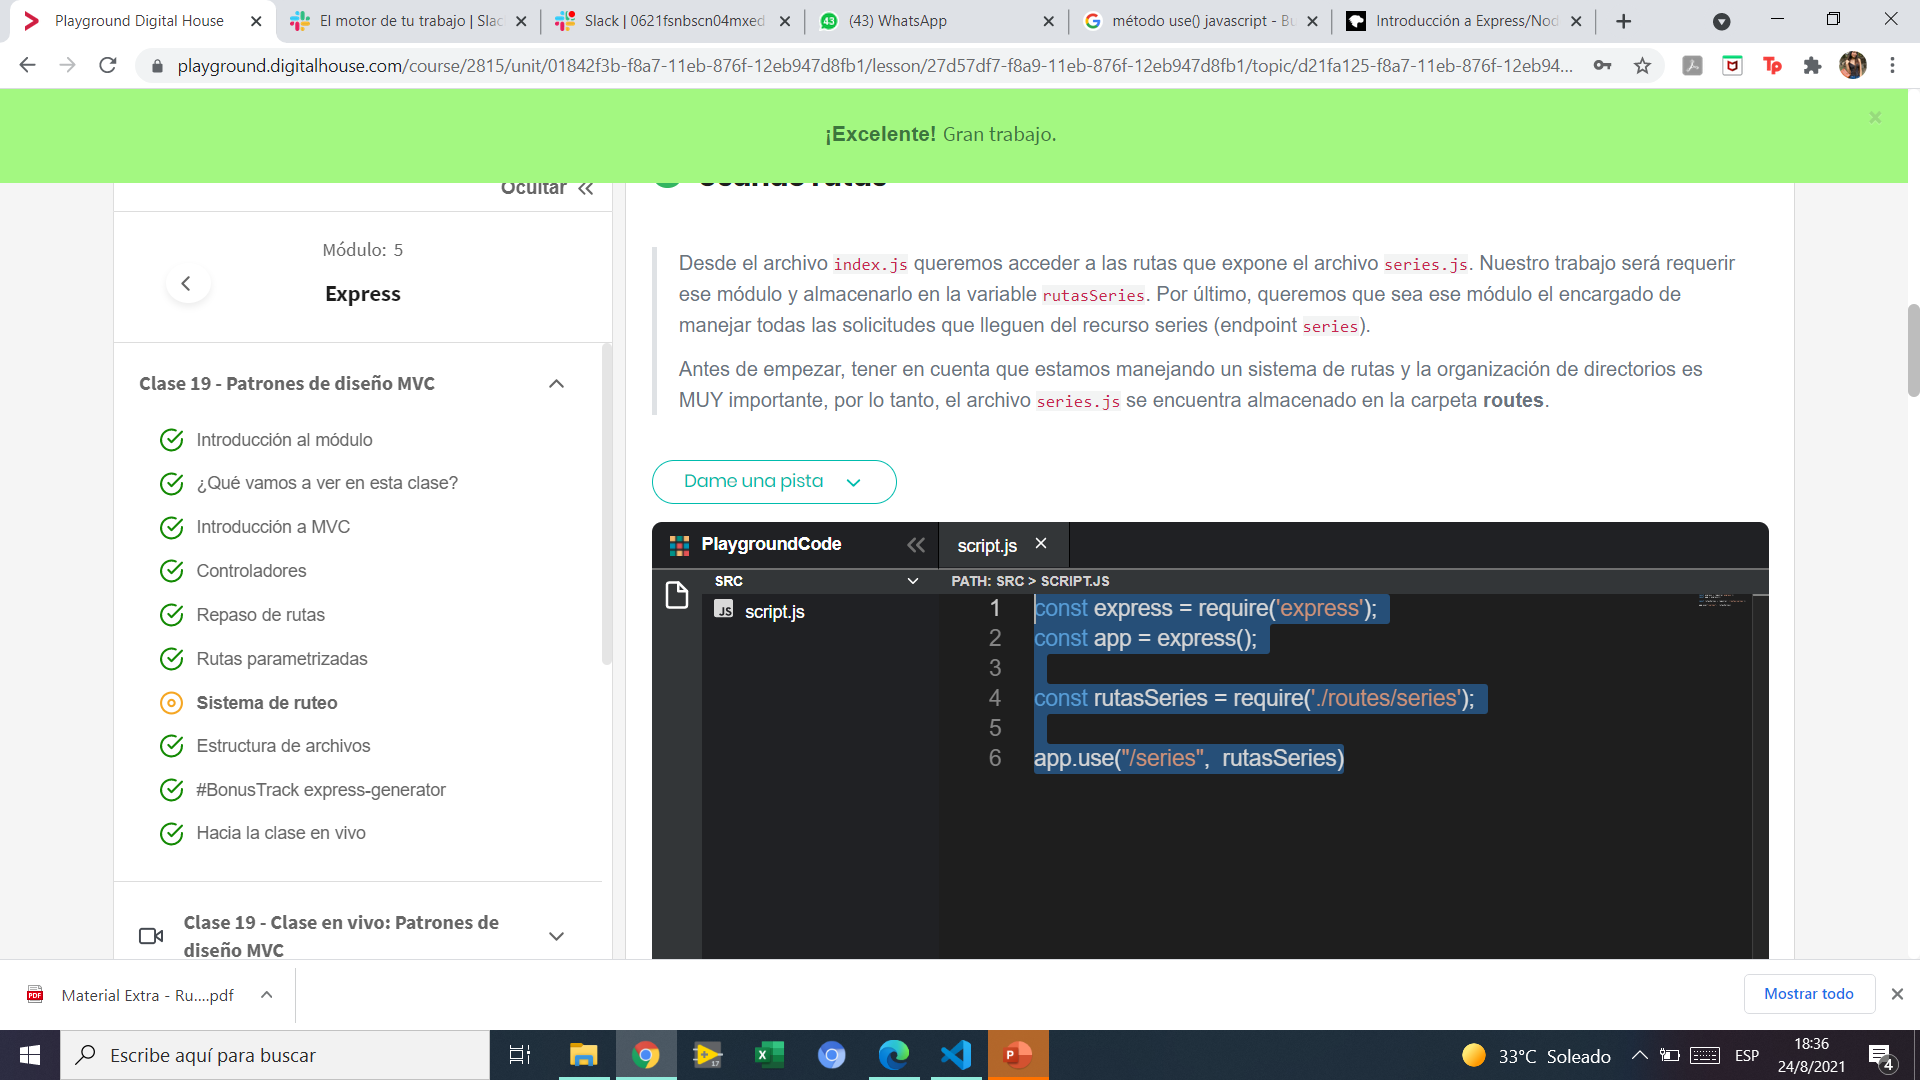 Playground Digital House
El motor de tu trabajo | Slac
Slack | 0621fsnbscn04mxed
(43) WhatsApp
método use() javascript - Bu
Introducción a Express/Nod
playground.digitalhouse.com/course/2815/unit/01842f3b-f8a7-11eb-876f-12eb947d8fb1/lesson/27d57df7-f8a9-11eb-876f-12eb947d8fb1/topic/d21fa125-f8a7-11eb-876f-12eb94...
¡Excelente! Gran trabajo.
Ocultar
Usando rutas
Módulo: 5
Express
Clase 19 - Patrones de diseño MVC
Introducción al módulo
¿Qué vamos a ver en esta clase?
Introducción a MVC
Controladores
Repaso de rutas
Rutas parametrizadas
Sistema de ruteo
Estructura de archivos
#BonusTrack express-generator
Hacia la clase en vivo
Clase 19 - Clase en vivo: Patrones de
diseño MVC
Desde el archivo index.js queremos acceder a las rutas que expone el archivo series.js. Nuestro trabajo será requerir
ese módulo y almacenarlo en la variable rutasSeries. Por último, queremos que sea ese módulo el encargado de
manejar todas las solicitudes que lleguen del recurso series (endpoint series).
Antes de empezar, tener en cuenta que estamos manejando un sistema de rutas y la organización de directorios es
MUY importante, por lo tanto, el archivo series.js se encuentra almacenado en la carpeta routes.
Dame una pista
PlaygroundCode
script.js
SRC
PATH: SRC > SCRIPT.JS
JS script.js
1 const express = require('express');
2 const app = express();
3
4 const rutasSeries = require('./routes/series');
5
6 app.use("/series", rutasSeries)
PDF
Material Extra - Ru....pdf
Mostrar todo
Escribe aquí para buscar
33°C Soleado
ESP
18:36
24/8/2021
4